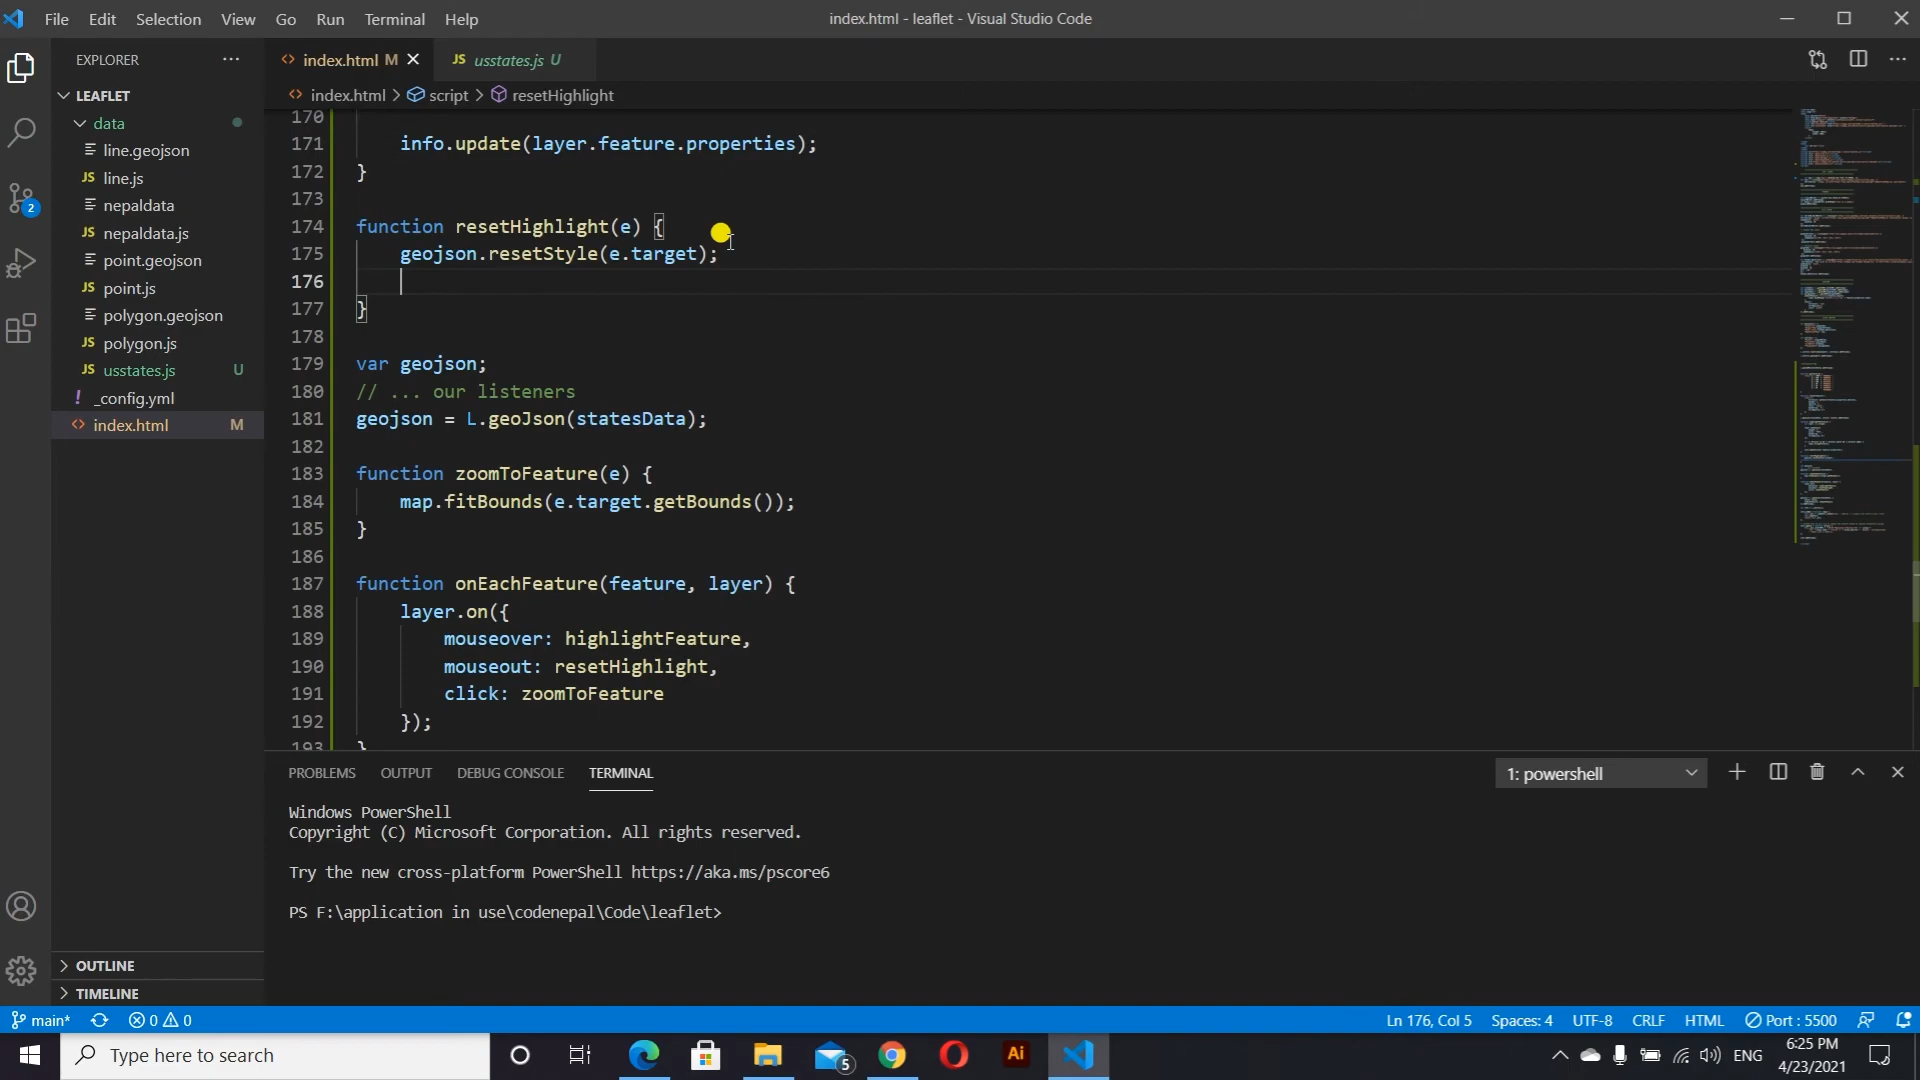 File Edit Selection View Go Run Terminal Help
index.html - leaflet - Visual Studio Code
EXPLORER
index.html M
JS usstates.js U
index.html > script > resetHighlight
LEAFLET
data
line.geojson
JS line.js
nepaldata
JS nepaldata.js
point.geojson
JS point.js
polygon.geojson
JS polygon.js
JS usstates.js U
! _config.yml
index.html M
OUTLINE
TIMELINE
170
171 info.update(layer.feature.properties);
172 }
173
174 function resetHighlight(e) {
175 geojson.resetStyle(e.target);
176
177 }
178
179 var geojson;
180 // ... our listeners
181 geojson = L.geoJson(statesData);
182
183 function zoomToFeature(e) {
184 map.fitBounds(e.target.getBounds());
185 }
186
187 function onEachFeature(feature, layer) {
188 layer.on({
189 mouseover: highlightFeature,
190 mouseout: resetHighlight,
191 click: zoomToFeature
192 });
193 }
PROBLEMS OUTPUT DEBUG CONSOLE TERMINAL
1: powershell
Windows PowerShell
Copyright (C) Microsoft Corporation. All rights reserved.
Try the new cross-platform PowerShell https://aka.ms/pscore6
PS F:\application in use\codenepal\Code\leaflet>
2
main* 0 0
Ln 176, Col 5 Spaces: 4 UTF-8 CRLF HTML Port : 5500
Type here to search
5
Ai
ENG
6:25 PM
4/23/2021